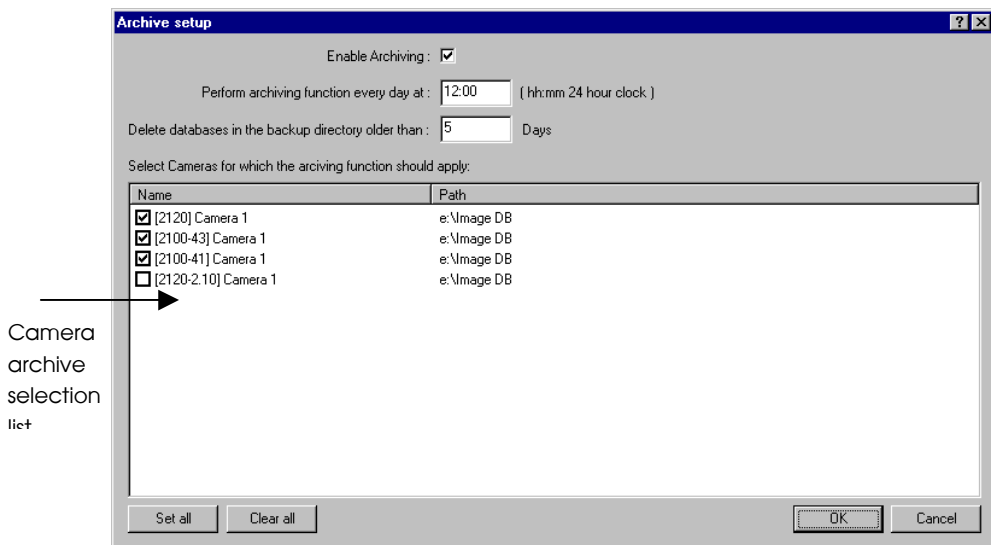 Archive setup
Enable Archiving :
Perform archiving function every day at : 12:00 ( hh:mm 24 hour clock )
Delete databases in the backup directory older than : 5 Days
Select Cameras for which the arciving function should apply:
Name Path
[2120] Camera 1 e:\Image DB
[2100-43] Camera 1 e:\Image DB
[2100-41] Camera 1 e:\Image DB
[2120-2.10] Camera 1 e:\Image DB
Camera
archive
selection
list
Set all Clear all OK Cancel